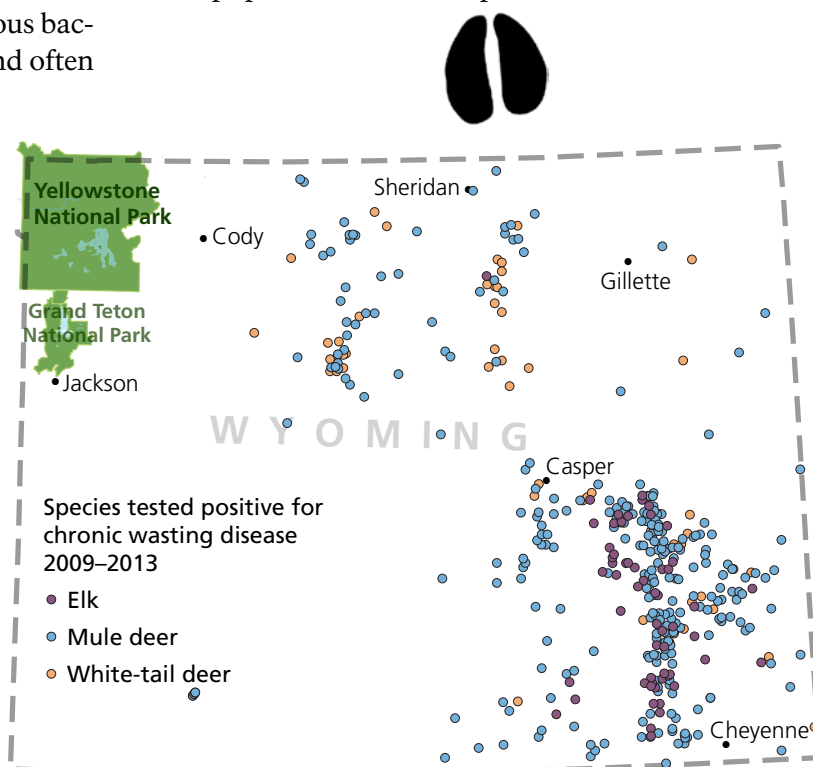 ous bac-
nd often
Sheridan
Yellowstone
National Park
Cody
Gillette
Grand Teton
National Park
Jackson
WYOMING
Casper
Species tested positive for
chronic wasting disease
2009–2013
Elk
Mule deer
White-tail deer
Cheyenne